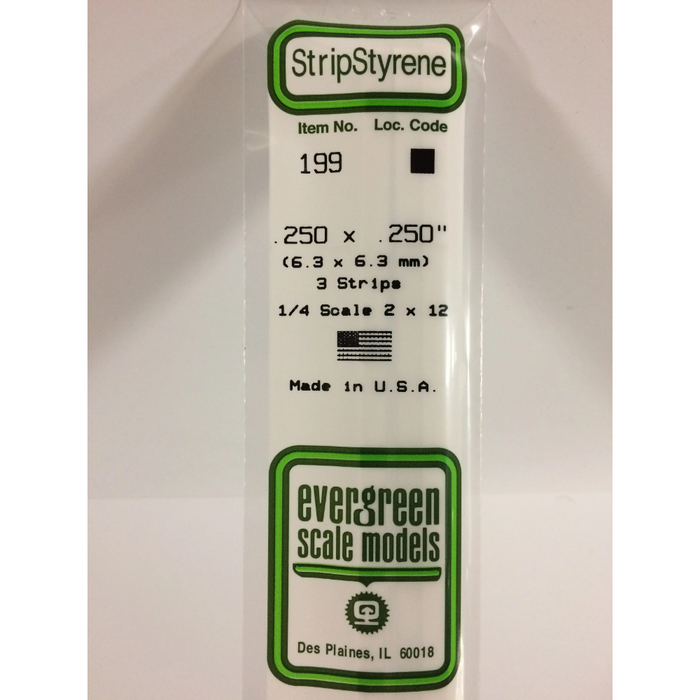 StripStyrene
Item No. Loc. Code
199
.250 x .250"
(6.3 x 6.3 mm)
3 Strips
1/4 Scale 2 x 12
Made in U.S.A.
evergreen
scale models
Des Plaines, IL 60018